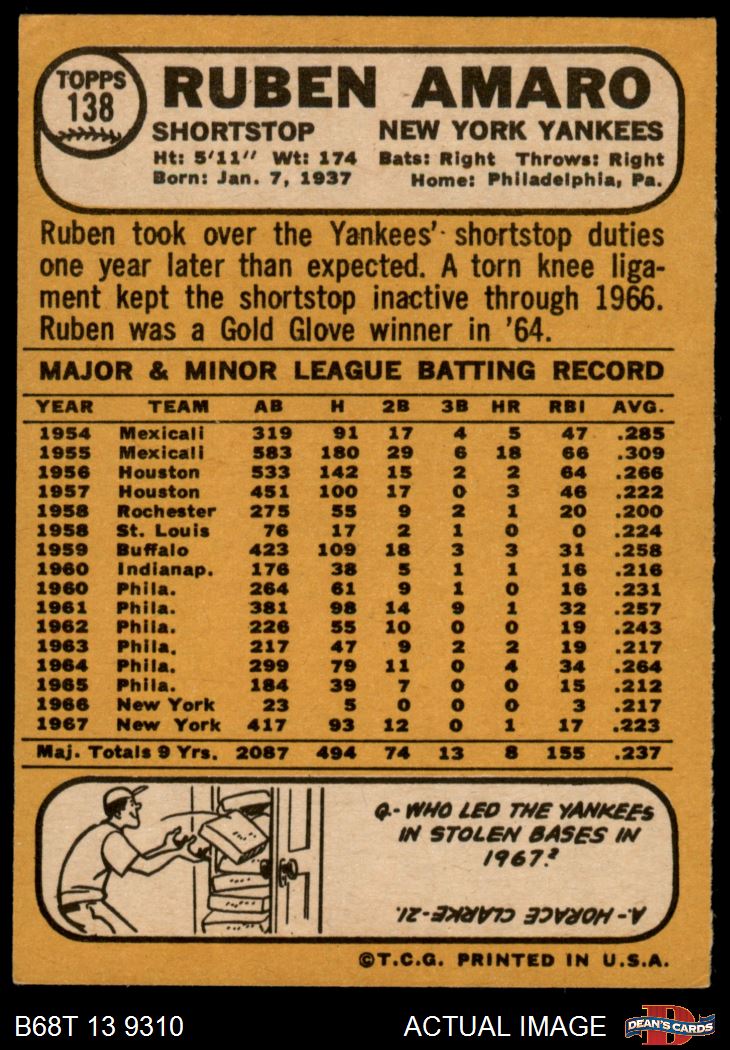 TOPPS
138
RUBEN AMARO
SHORTSTOP NEW YORK YANKEES
Ht: 5'11" Wt: 174 Bats: Right Throws: Right
Born: Jan. 7, 1937 Home: Philadelphia, Pa.
Ruben took over the Yankees' shortstop duties
one year later than expected. A torn knee liga-
ment kept the shortstop inactive through 1966.
Ruben was a Gold Glove winner in '64.
MAJOR & MINOR LEAGUE BATTING RECORD
YEAR TEAM AB H 2B 3B HR RBI AVG.
1954 Mexicali 319 91 17 4 5 47 .285
1955 Mexicali 583 180 29 6 18 66 .309
1956 Houston 533 142 15 2 2 64 .266
1957 Houston 451 100 17 0 3 46 .222
1958 Rochester 275 55 9 2 1 20 .200
1958 St. Louis 76 17 2 1 0 0 .224
1959 Buffalo 423 109 18 3 3 31 .258
1960 Indianap. 176 38 5 1 1 16 .216
1960 Phila. 264 61 9 1 0 16 .231
1961 Phila. 381 98 14 9 1 32 .257
1962 Phila. 226 55 10 0 0 19 .243
1963 Phila. 217 47 9 2 2 19 .217
1964 Phila. 299 79 11 0 4 34 .264
1965 Phila. 184 39 7 0 0 15 .212
1966 New York 23 5 0 0 0 3 .217
1967 New York 417 93 12 0 1 17 .223
Maj. Totals 9 Yrs. 2087 494 74 13 8 155 .237
Q.- WHO LED THE YANKEES
IN STOLEN BASES IN
1967?
A.- HORACE CLARKE-21.
©T.C.G. PRINTED IN U.S.A.
B68T 13 9310 ACTUAL IMAGE D DEAN'S CARDS